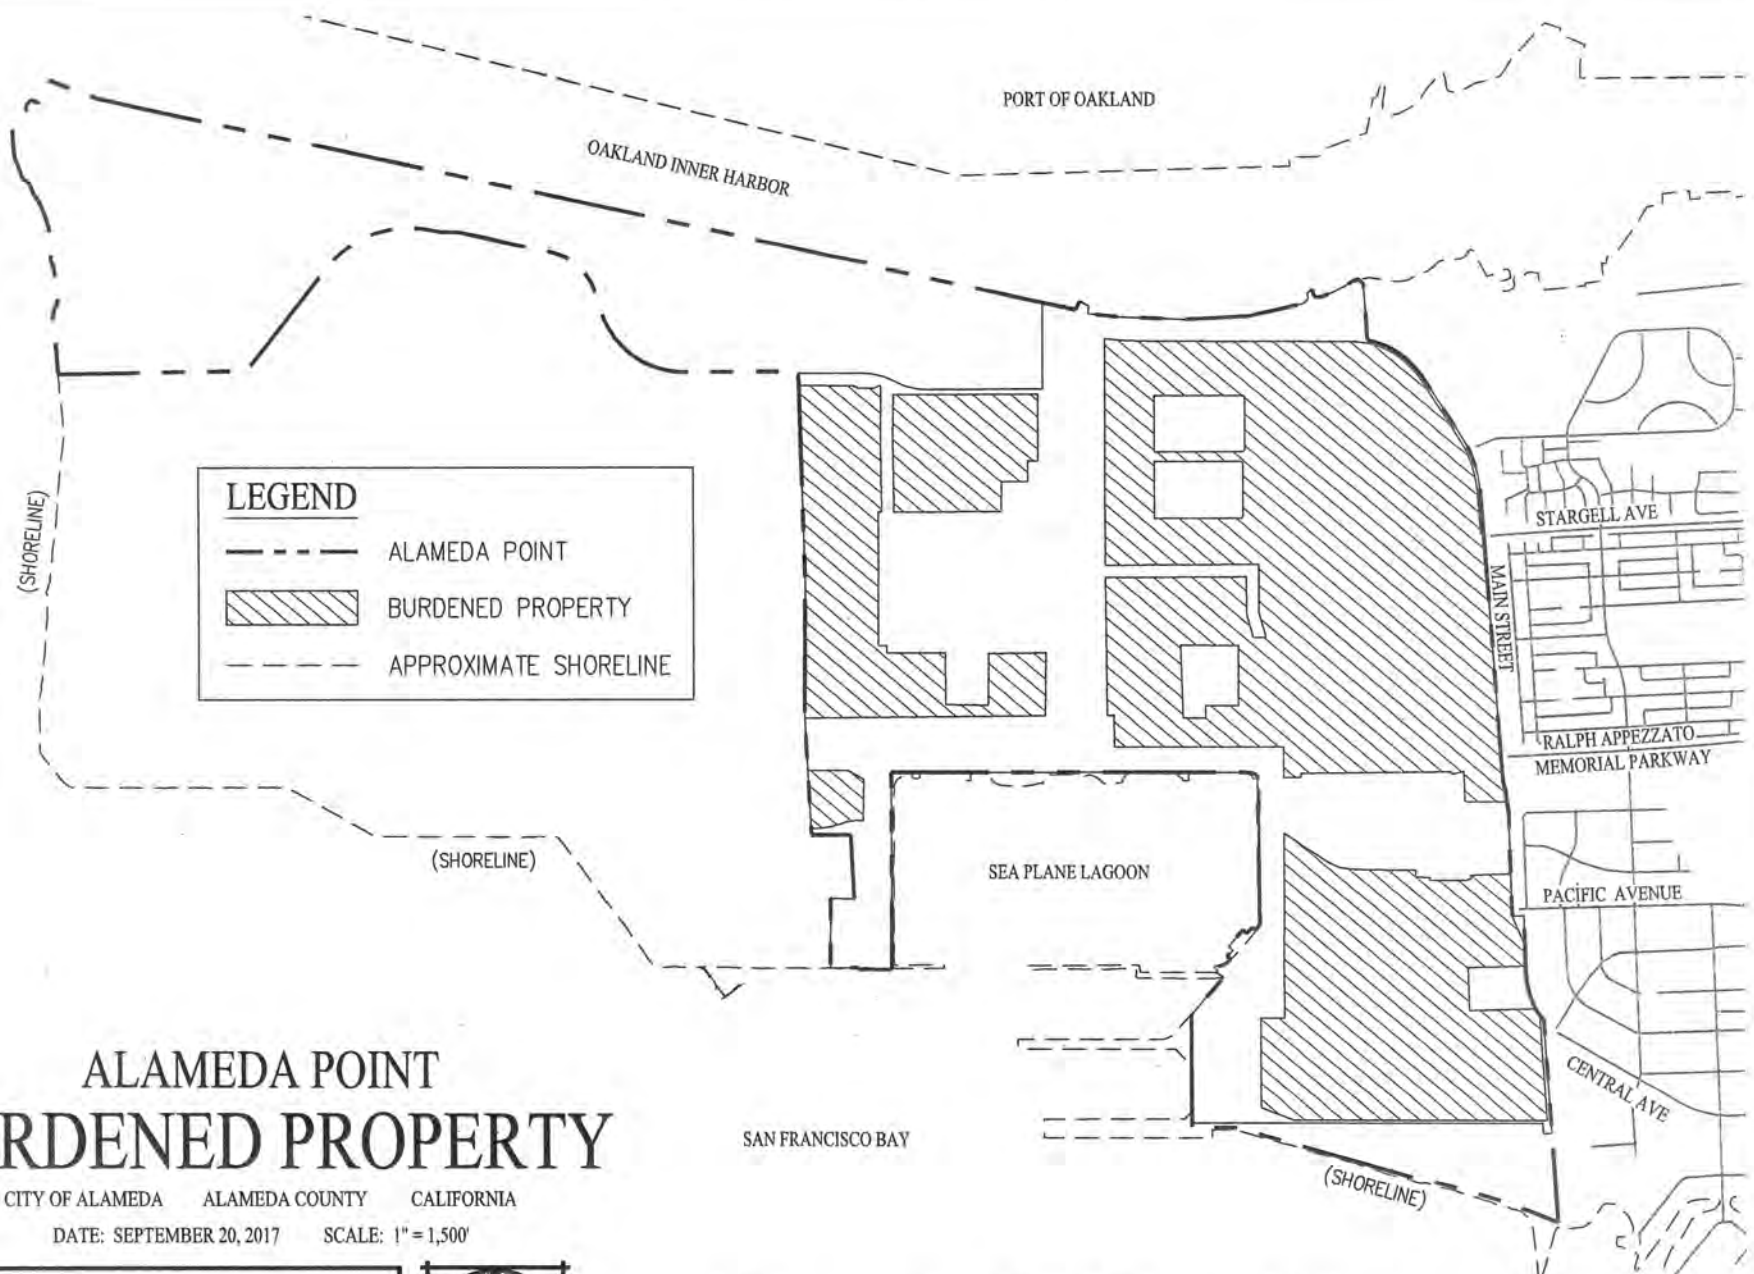 PORT OF OAKLAND
OAKLAND INNER HARBOR
(SHORELINE)
LEGEND
ALAMEDA POINT
BURDENED PROPERTY
APPROXIMATE SHORELINE
STARGELL AVE
MAIN STREET
RALPH APPEZZATO
MEMORIAL PARKWAY
(SHORELINE)
SEA PLANE LAGOON
PACIFIC AVENUE
CENTRAL AVE
SAN FRANCISCO BAY
(SHORELINE)
ALAMEDA POINT
RDENED PROPERTY
CITY OF ALAMEDA ALAMEDA COUNTY CALIFORNIA
DATE: SEPTEMBER 20, 2017 SCALE: 1" = 1,500'